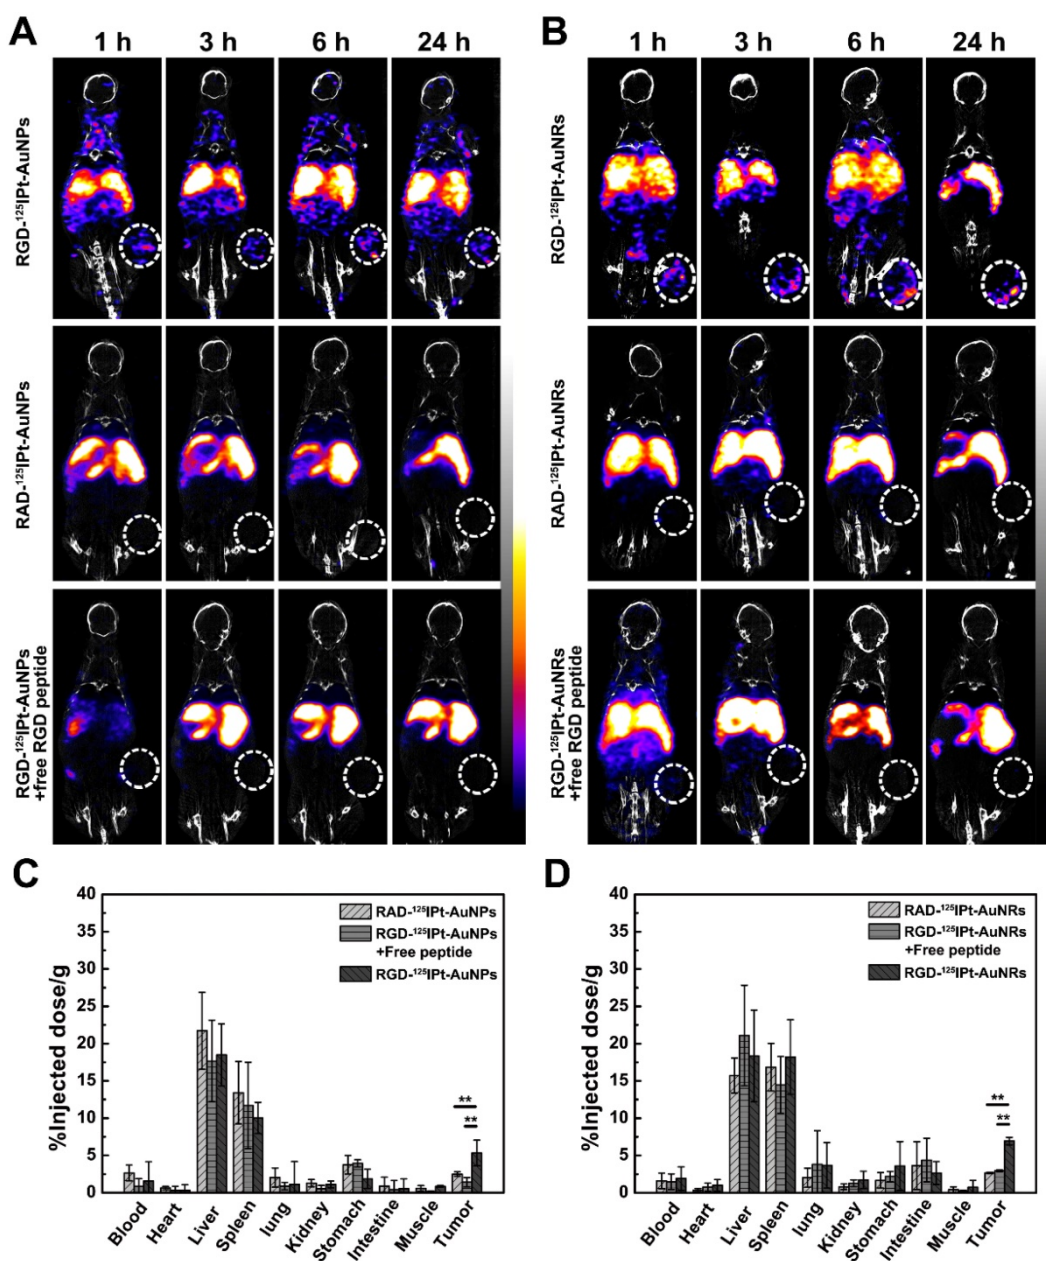 A
1 h 3 h 6 h 24 h
RGD-¹²⁵IPt-AuNPs
RAD-¹²⁵IPt-AuNPs
RGD-¹²⁵IPt-AuNPs
+free RGD peptide
B
1 h 3 h 6 h 24 h
RGD-¹²⁵IPt-AuNRs
RAD-¹²⁵IPt-AuNRs
RGD-¹²⁵IPt-AuNRs
+free RGD peptide
C
%Injected dose/g
40
35
30
25
20
15
10
5
0
RAD-¹²⁵IPt-AuNPs
RGD-¹²⁵IPt-AuNPs
+Free peptide
RGD-¹²⁵IPt-AuNPs
**
**
Blood Heart Liver Spleen lung Kidney Stomach Intestine Muscle Tumor
D
%Injected dose/g
40
35
30
25
20
15
10
5
0
RAD-¹²⁵IPt-AuNRs
RGD-¹²⁵IPt-AuNRs
+Free peptide
RGD-¹²⁵IPt-AuNRs
**
**
Blood Heart Liver Spleen lung Kidney Stomach Intestine Muscle Tumor